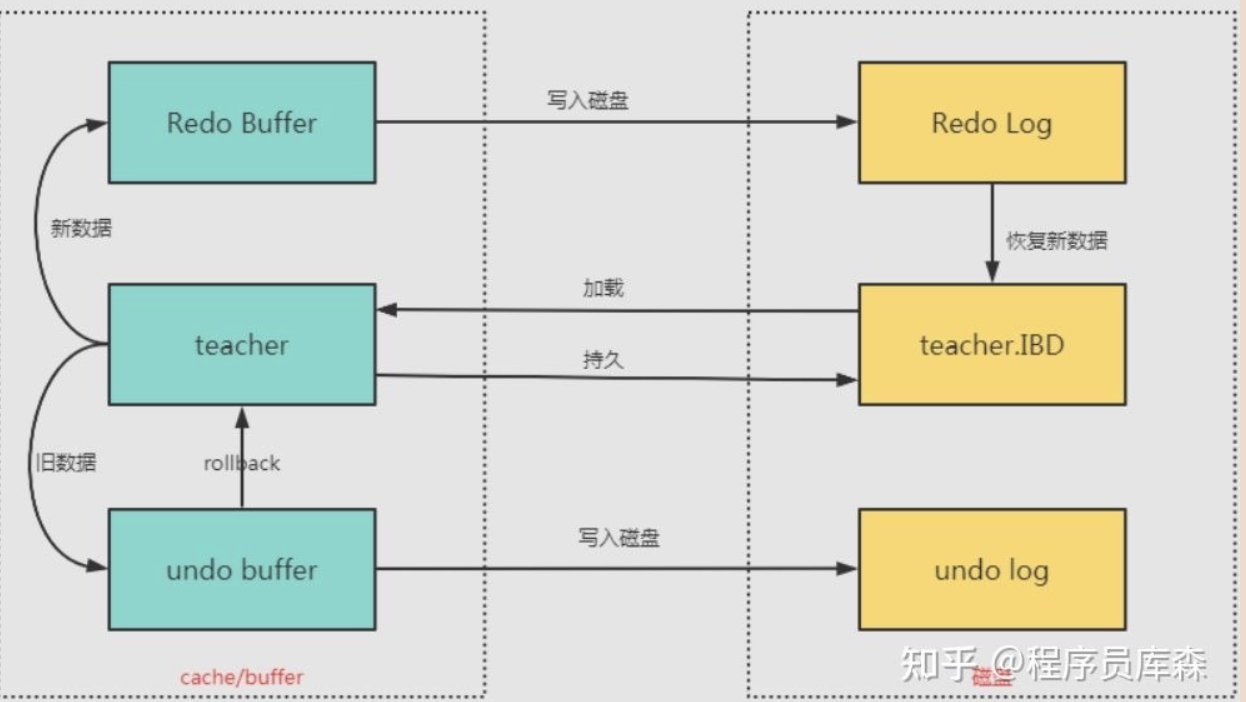 写入磁盘
Redo Buffer
Redo Log
新数据
恢复新数据
加载
teacher
teacher.IBD
持久
旧数据
rollback
写入磁盘
undo buffer
undo log
cache/buffer
磁盘
知乎 @程序员库森